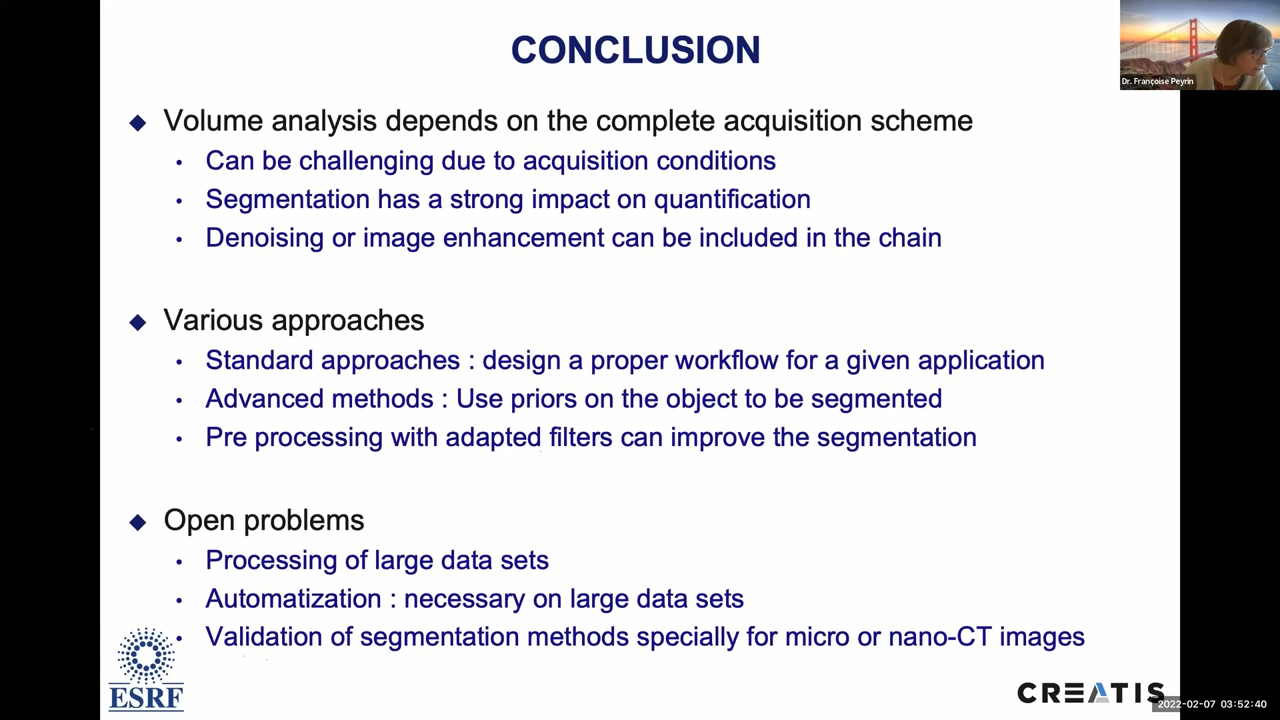 CONCLUSION
Dr. Françoise Peyrin
Volume analysis depends on the complete acquisition scheme
Can be challenging due to acquisition conditions
Segmentation has a strong impact on quantification
Denoising or image enhancement can be included in the chain
Various approaches
Standard approaches : design a proper workflow for a given application
Advanced methods : Use priors on the object to be segmented
Pre processing with adapted filters can improve the segmentation
Open problems
Processing of large data sets
Automatization : necessary on large data sets
Validation of segmentation methods specially for micro or nano-CT images
ESRF
CREATIS
2022-02-07 03:52:40